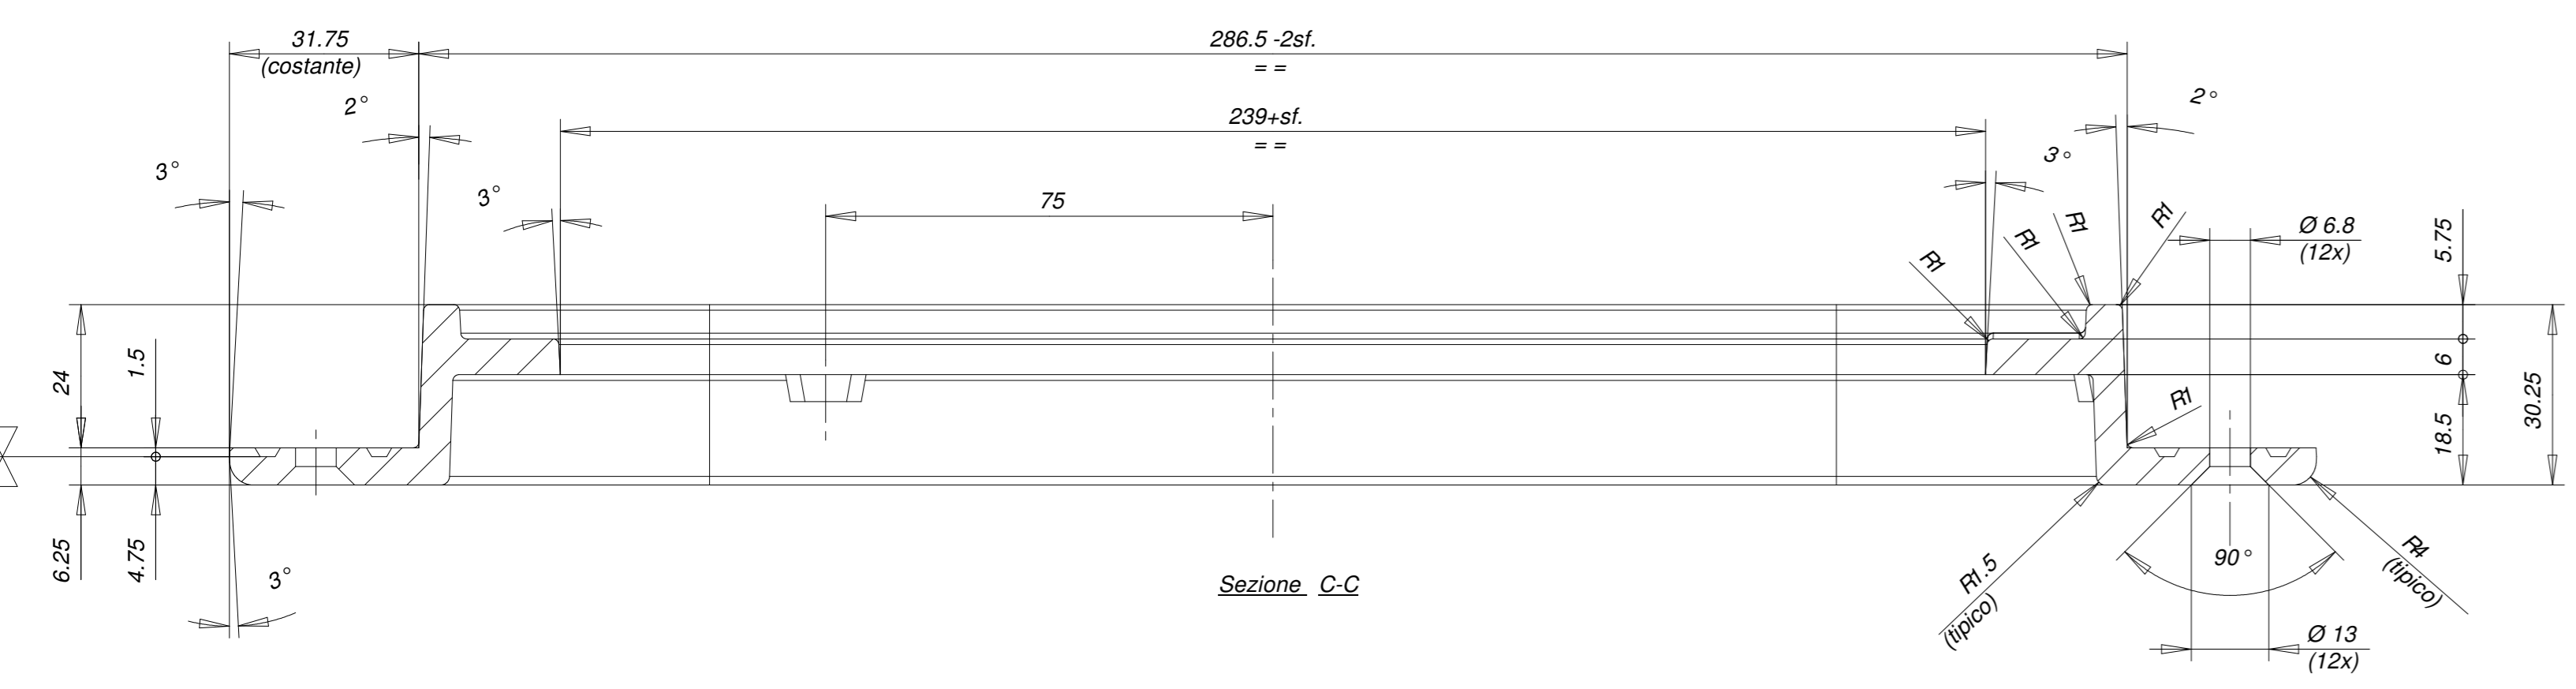 31.75
(costante)
286.5 -2sf.
= =
2°
2°
239+sf.
= =
3°
3°
3°
75
R1
R1
R1
R1
Ø 6.8
(12x)
5.75
24
1.5
6
30.25
R1
18.5
6.25
4.75
3°
Sezione C-C
R1.5
(tipico)
90°
R4
(tipico)
Ø 13
(12x)